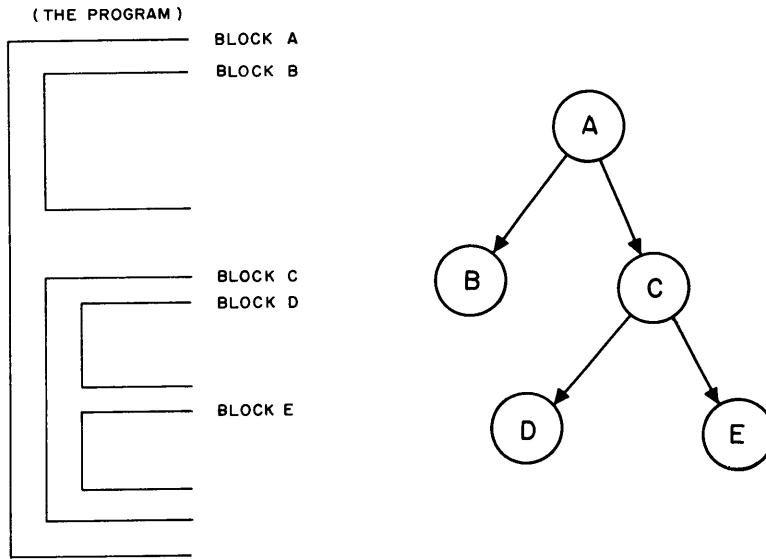 (THE PROGRAM)
BLOCK A
BLOCK B
BLOCK C
BLOCK D
BLOCK E
A
B
C
D
E